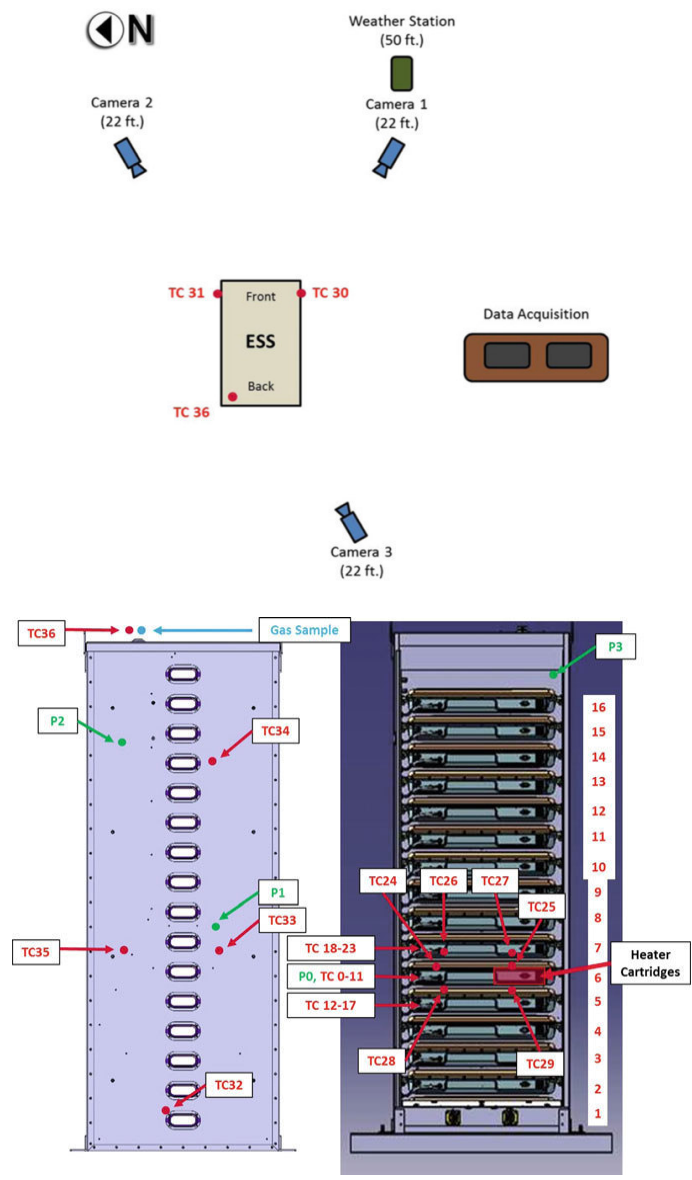 N
Weather Station
(50 ft.)
Camera 2
(22 ft.)
Camera 1
(22 ft.)
TC 31
Front
TC 30
ESS
Data Acquisition
Back
TC 36
Camera 3
(22 ft.)
TC36
Gas Sample
P3
P2
TC34
16
15
14
13
12
11
10
TC24
TC26
TC27
9
P1
TC25
8
TC33
TC35
TC 18-23
7
Heater
Cartridges
P0, TC 0-11
6
TC 12-17
5
4
TC28
TC29
3
TC32
2
1